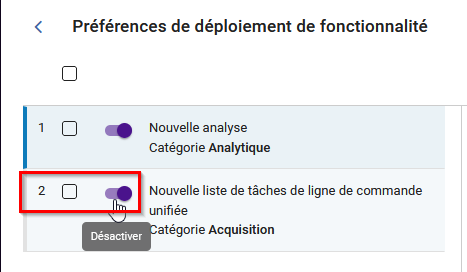 Préférences de déploiement de fonctionnalité
1
Nouvelle analyse
Catégorie Analytique
2
Nouvelle liste de tâches de ligne de commande
unifiée
Catégorie Acquisition
Désactiver